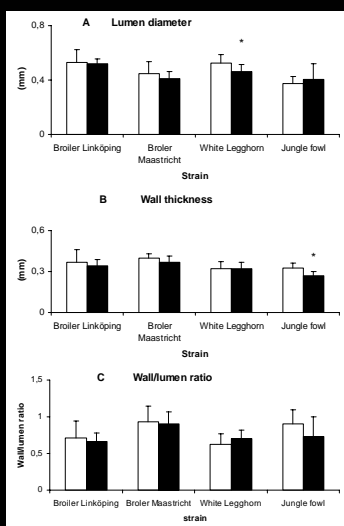 A Lumen diameter
0,8
0,4
0
(mm)
*
Broiler Linköping Broler Maastricht White Legghorn Jungle fowl
Strain
B Wall thickness
0,6
0,3
0
(mm)
*
Broiler Linköping Broler Maastricht White Legghorn Jungle fowl
Strain
C Wall/lumen ratio
1,5
1
0,5
0
Wall/lumen ratio
Broiler Linköping Broler Maastricht White Legghorn Jungle fowl
strain